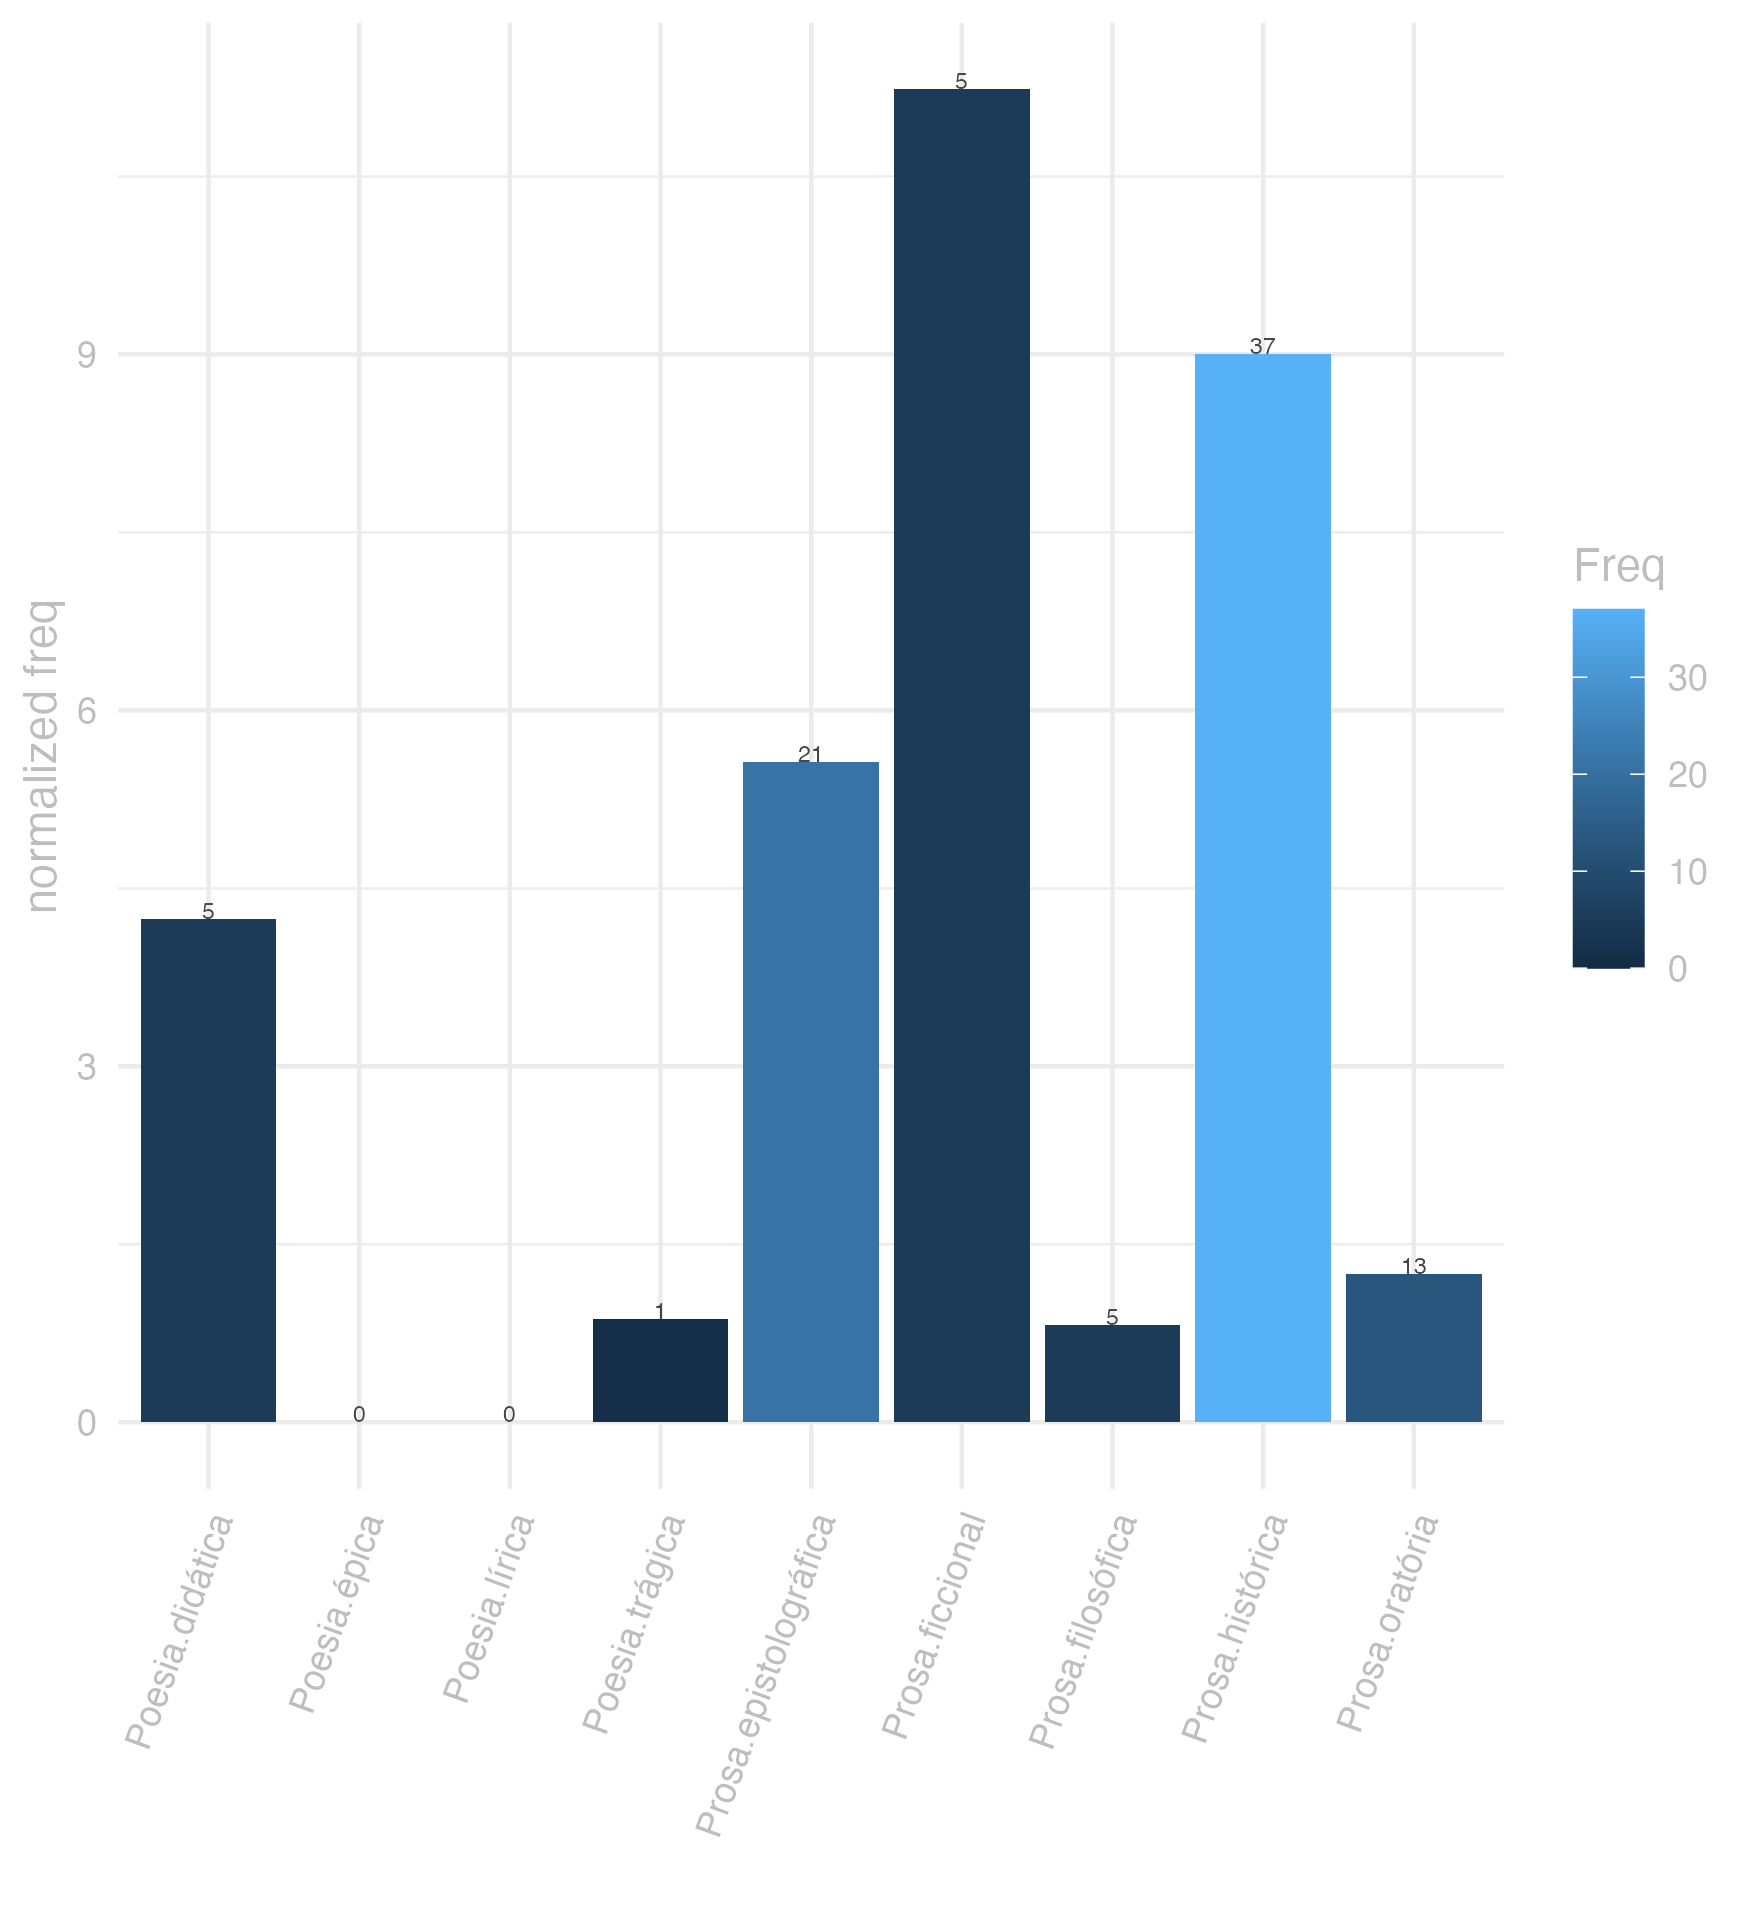 normalized freq
9
6
3
0
5
0
0
1
21
5
5
37
13
Poesia.didática
Poesia.épica
Poesia.lírica
Poesia.trágica
Prosa.epistolográfica
Prosa.ficcional
Prosa.filosófica
Prosa.histórica
Prosa.oratória
Freq
30
20
10
0